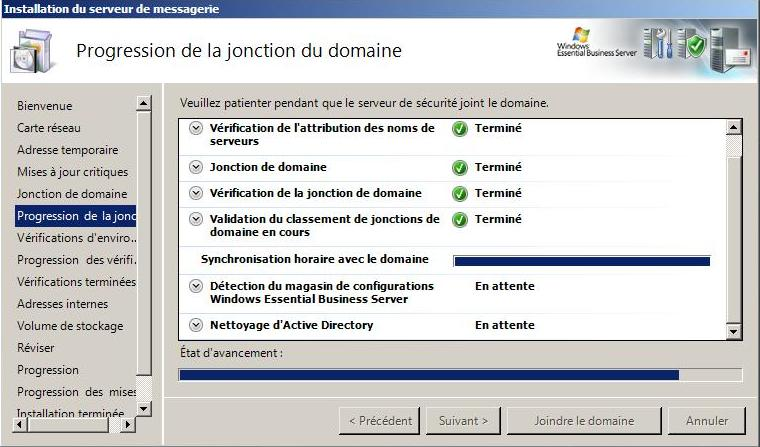 Installation du serveur de messagerie
Progression de la jonction du domaine
Windows
Essential Business Server
Bienvenue
Carte réseau
Adresse temporaire
Mises à jour critiques
Jonction de domaine
Progression de la jonc
Vérifications d'enviro..
Progression des vérifi.
Vérifications terminées
Adresses internes
Volume de stockage
Réviser
Progression
Progression des mises
Installation terminée
Veuillez patienter pendant que le serveur de sécurité joint le domaine.
Vérification de l'attribution des noms de
serveurs
Terminé
Jonction de domaine
Terminé
Vérification de la jonction de domaine
Terminé
Validation du classement de jonctions de
domaine en cours
Terminé
Synchronisation horaire avec le domaine
Détection du magasin de configurations
Windows Essential Business Server
En attente
Nettoyage d'Active Directory
En attente
État d'avancement :
< Précédent
Suivant >
Joindre le domaine
Annuler